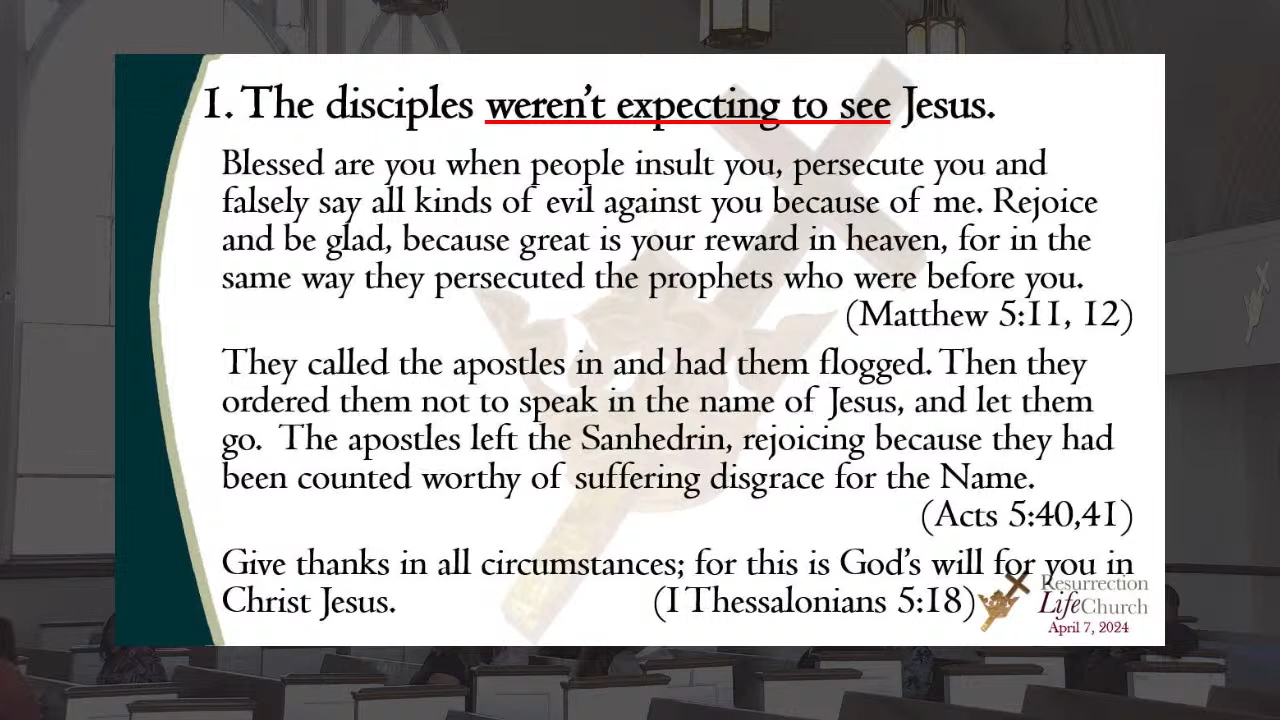 1. The disciples weren't expecting to see Jesus.
Blessed are you when people insult you, persecute you and
falsely say all kinds of evil against you because of me. Rejoice
and be glad, because great is your reward in heaven, for in the
same way they persecuted the prophets who were before you.
(Matthew 5:11, 12)
They called the apostles in and had them flogged. Then they
ordered them not to speak in the name of Jesus, and let them
go.  The apostles left the Sanhedrin, rejoicing because they had
been counted worthy of suffering disgrace for the Name.
(Acts 5:40,41)
Give thanks in all circumstances; for this is God's will for you in
Christ Jesus. (1 Thessalonians 5:18)
Resurrection
LifeChurch
April 7, 2024